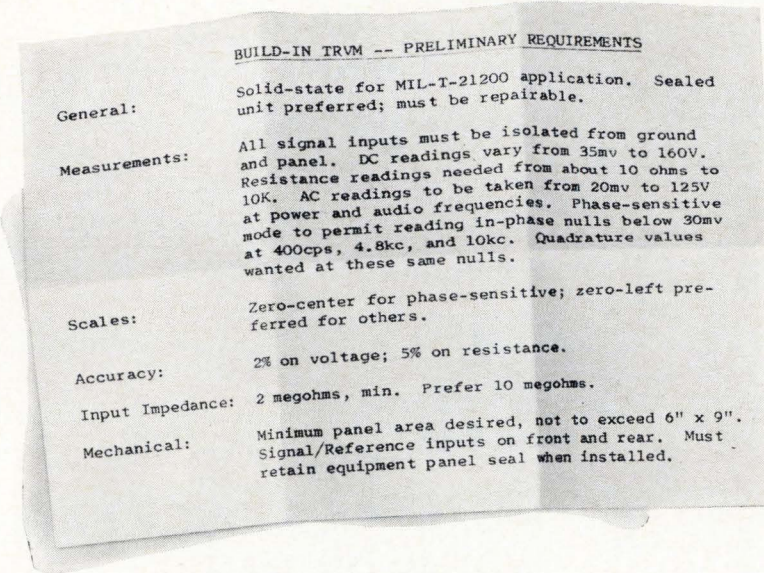 BUILD-IN TRVM -- PRELIMINARY REQUIREMENTS
General: Solid-state for MIL-T-21200 application. Sealed
unit preferred; must be repairable.
Measurements: All signal inputs must be isolated from ground
and panel. DC readings vary from 35mv to 160V.
Resistance readings needed from about 10 ohms to
10K. AC readings to be taken from 20mv to 125V
at power and audio frequencies. Phase-sensitive
mode to permit reading in-phase nulls below 30mv
at 400cps, 4.8kc, and 10kc. Quadrature values
wanted at these same nulls.
Scales: Zero-center for phase-sensitive; zero-left pre-
ferred for others.
Accuracy: 2% on voltage; 5% on resistance.
Input Impedance: 2 megohms, min. Prefer 10 megohms.
Mechanical: Minimum panel area desired, not to exceed 6" x 9".
Signal/Reference inputs on front and rear. Must
retain equipment panel seal when installed.